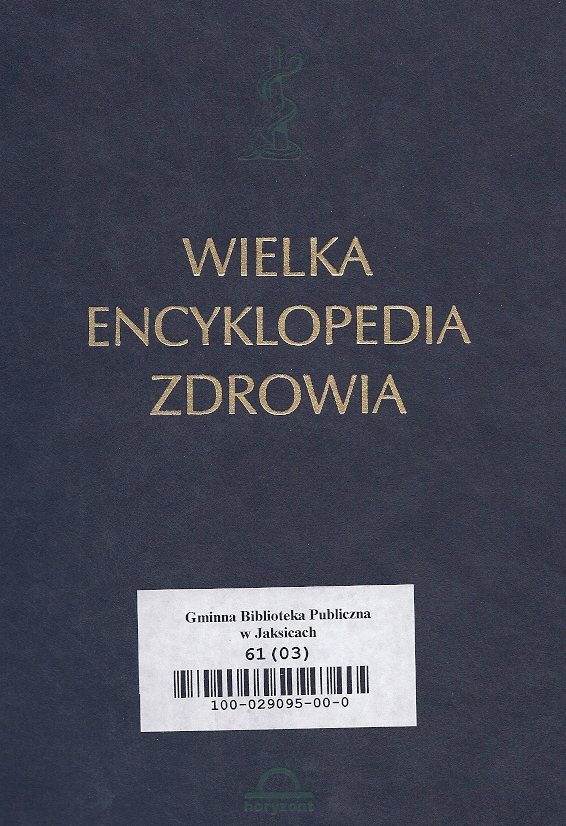 WIELKA
ENCYKLOPEDIA
ZDROWIA
Gminna Biblioteka Publiczna
w Jaksicach
61(03)
100-029095-00-0
horyzont